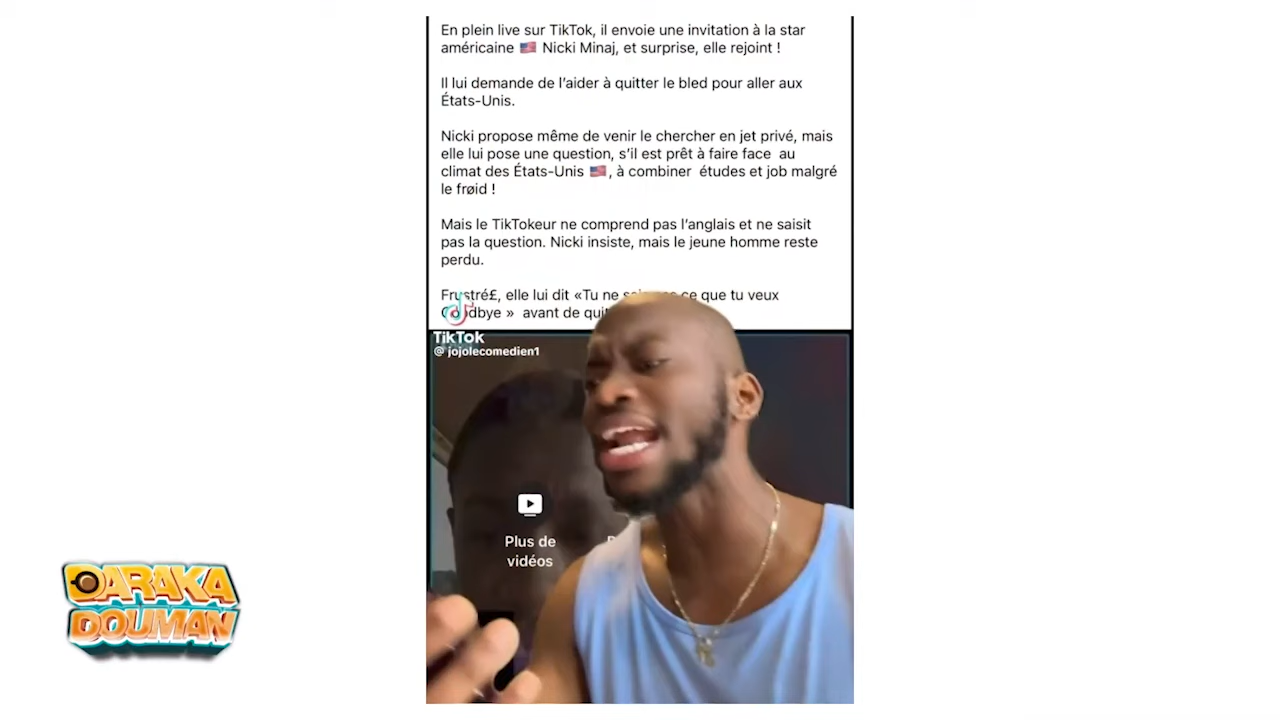 En plein live sur TikTok, il envoie une invitation à la star
américaine 🇺🇸 Nicki Minaj, et surprise, elle rejoint !
Il lui demande de l’aider à quitter le bled pour aller aux
États-Unis.
Nicki propose même de venir le chercher en jet privé, mais
elle lui pose une question, s’il est prêt à faire face au
climat des États-Unis 🇺🇸, à combiner études et job malgré
le frøid !
Mais le TikTokeur ne comprend pas l’anglais et ne saisit
pas la question. Nicki insiste, mais le jeune homme reste
perdu.
Frustré£, elle lui dit «Tu ne ce que tu veux
Goodbye » avant de
TikTok
@jojolecomedien1
Plus de
vidéos
DARAKA
DOUMAN